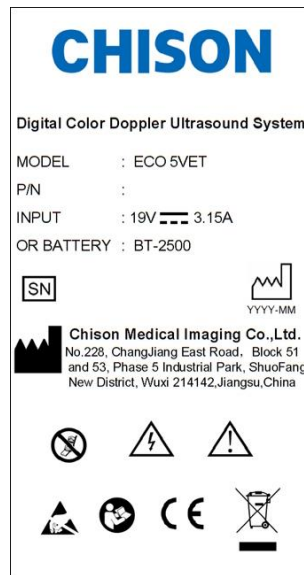 CHISON
Digital Color Doppler Ultrasound System
MODEL : ECO 5VET
P/N :
INPUT : 19V 3.15A
OR BATTERY : BT-2500
SN
YYYY-MM
Chison Medical Imaging Co.,Ltd.
No.228, ChangJiang East Road, Block 51
and 53, Phase 5 Industrial Park, ShuoFang
New District, Wuxi 214142,Jiangsu,China
CE